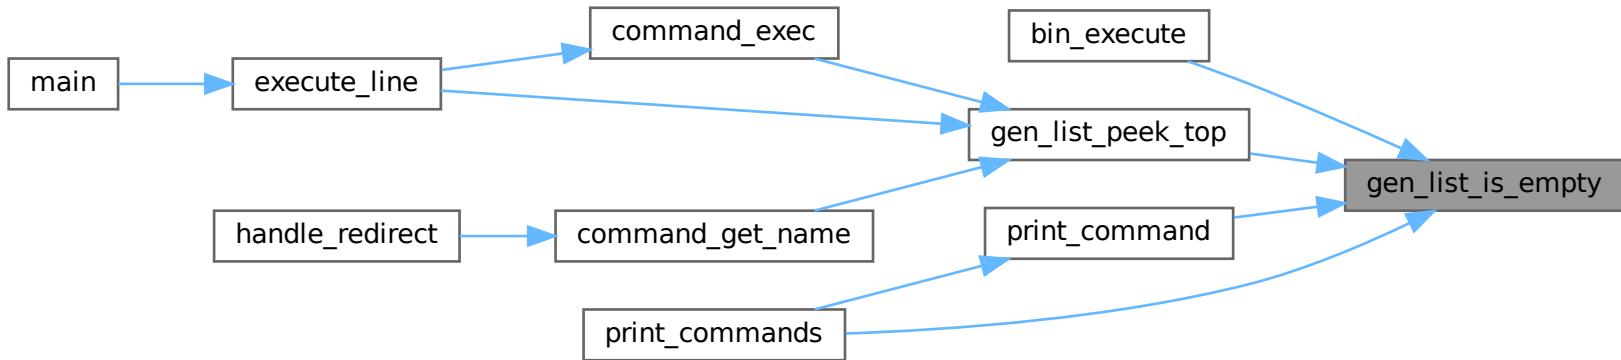 command_exec
bin_execute
main
execute_line
gen_list_peek_top
gen_list_is_empty
handle_redirect
command_get_name
print_command
print_commands